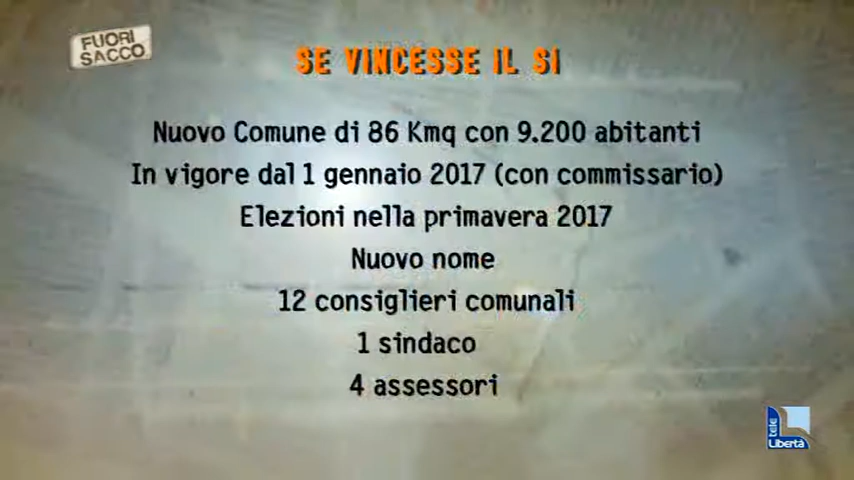 FUORI
SACCO
SE VINCESSE IL SI
Nuovo Comune di 86 Kmq con 9.200 abitanti
In vigore dal 1 gennaio 2017 (con commissario)
Elezioni nella primavera 2017
Nuovo nome
12 consiglieri comunali
1 sindaco
4 assessori
tele
Libertà